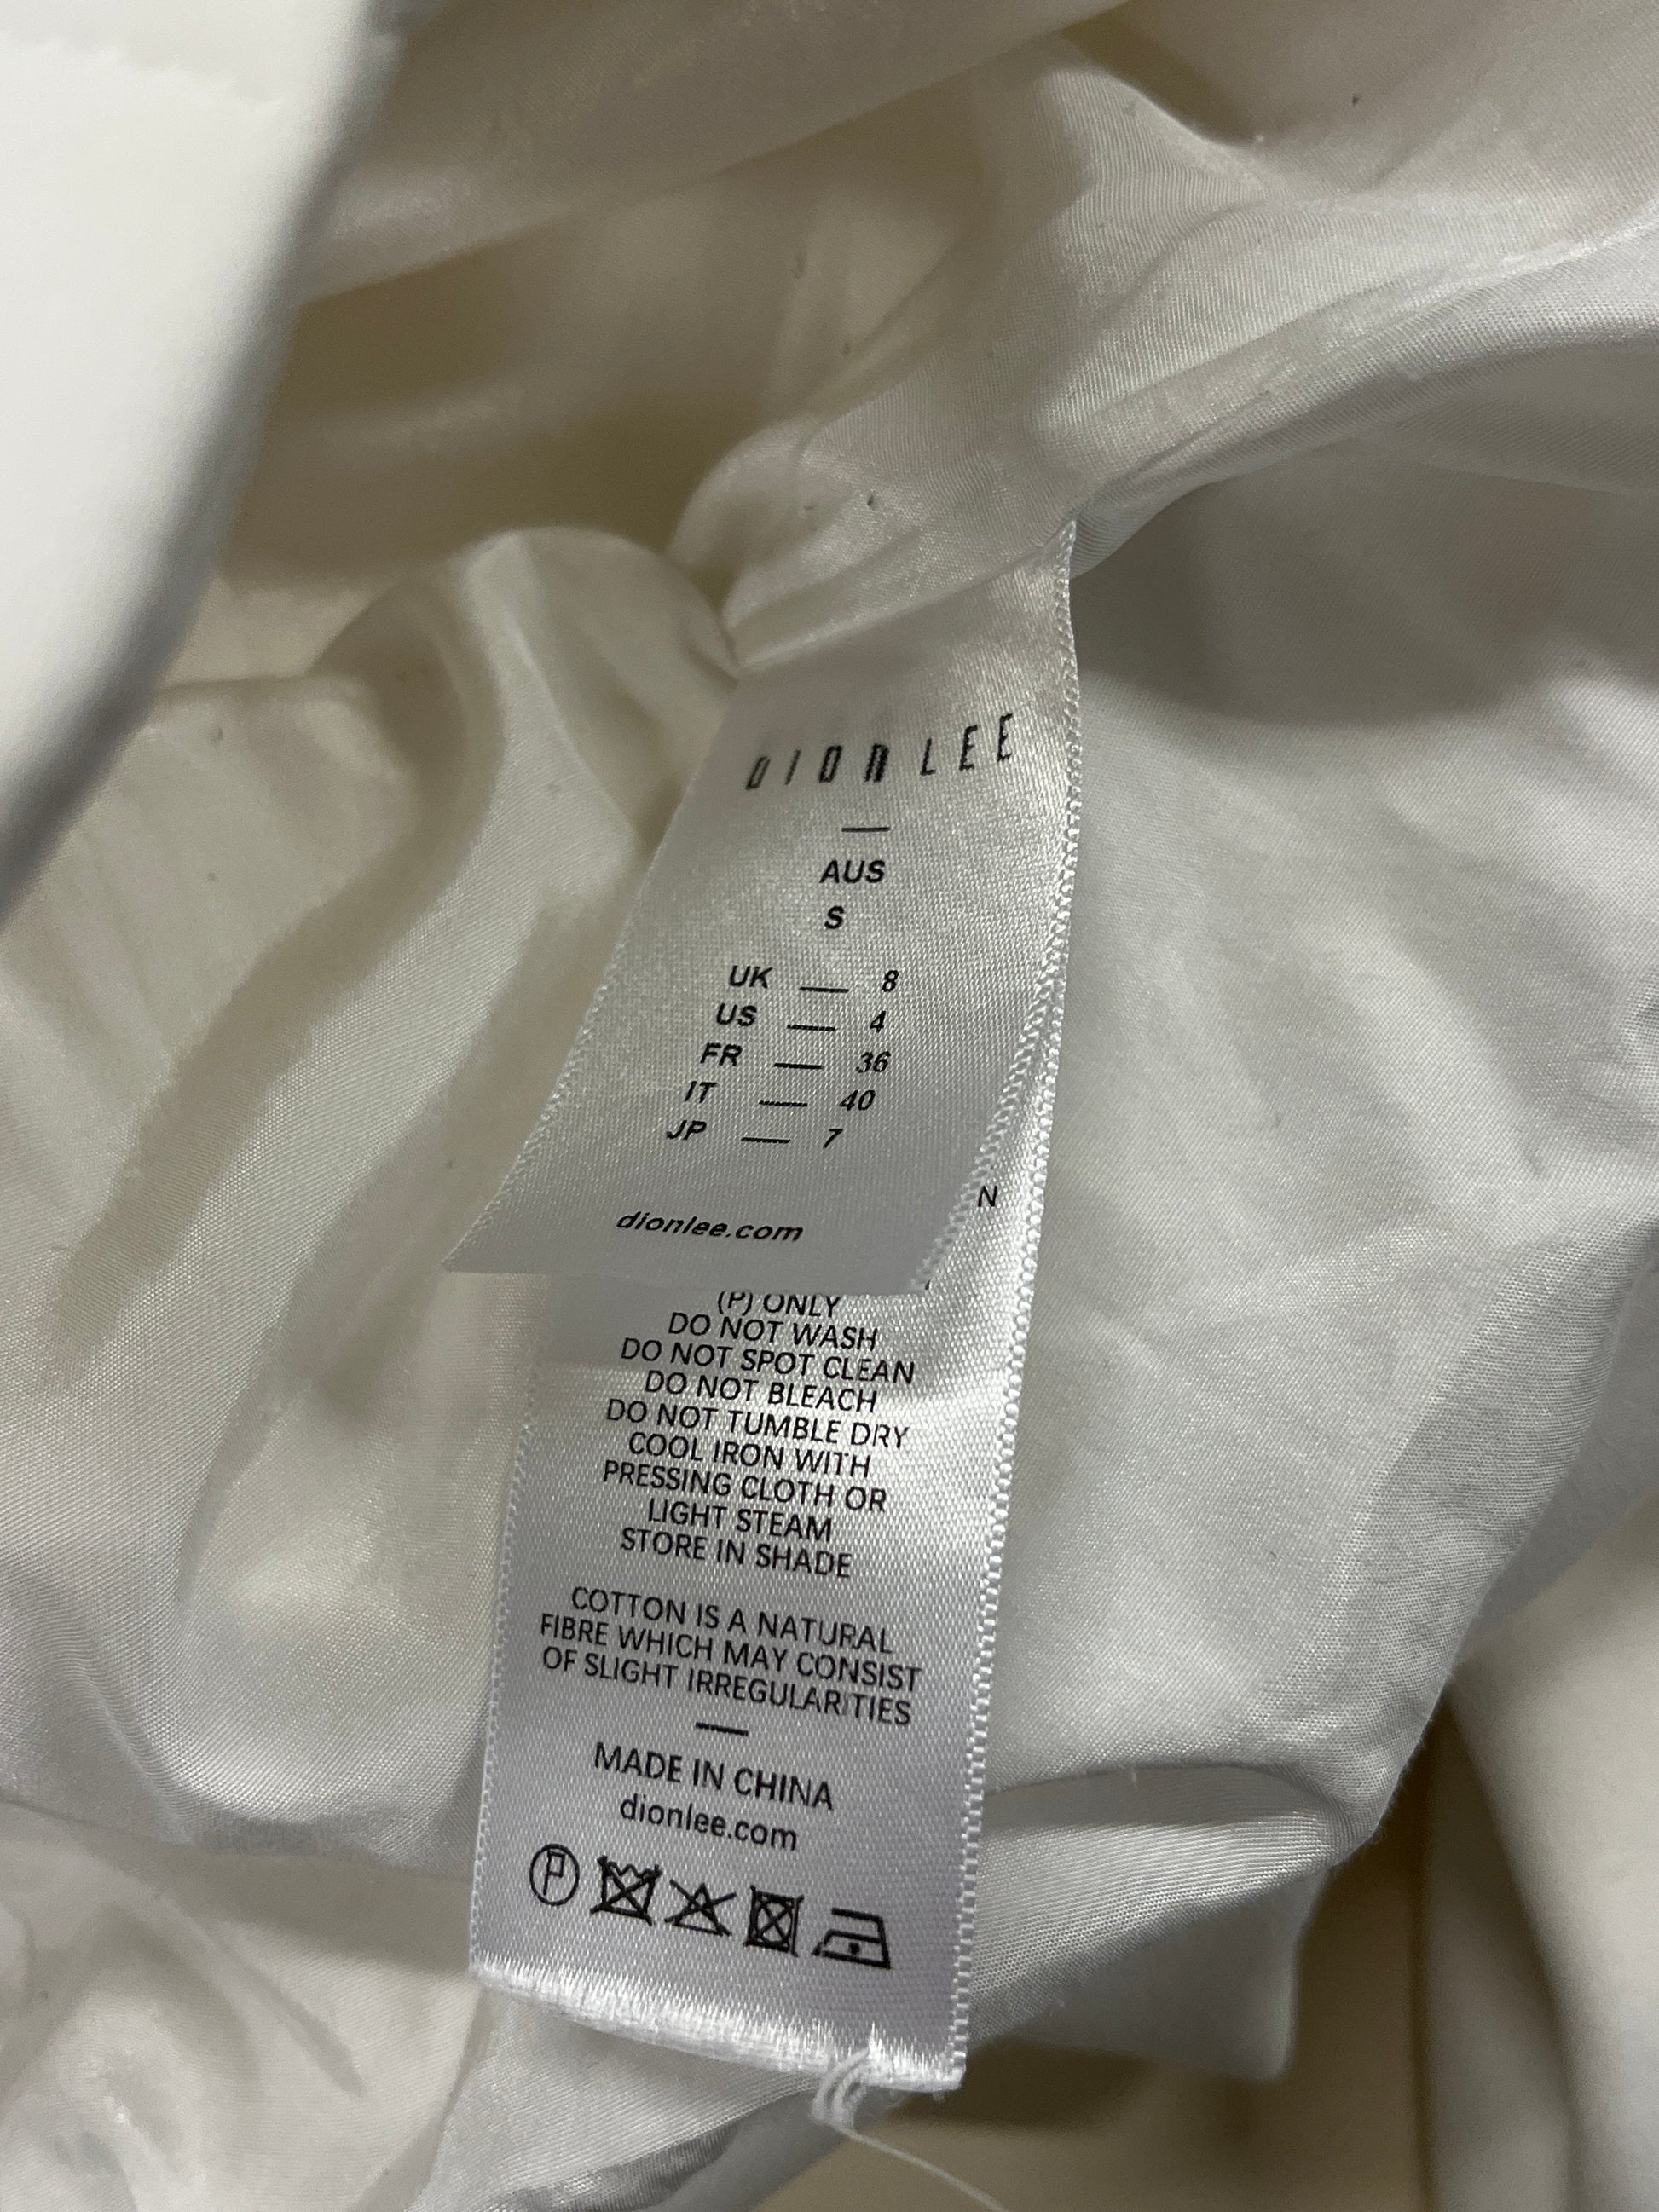 DION LEE
—
AUS
S
UK — 8
US — 4
FR — 36
IT — 40
JP — 7
dionlee.com
N
(P) ONLY
DO NOT WASH
DO NOT SPOT CLEAN
DO NOT BLEACH
DO NOT TUMBLE DRY
COOL IRON WITH
PRESSING CLOTH OR
LIGHT STEAM
STORE IN SHADE
COTTON IS A NATURAL
FIBRE WHICH MAY CONSIST
OF SLIGHT IRREGULARITIES
—
MADE IN CHINA
dionlee.com
P